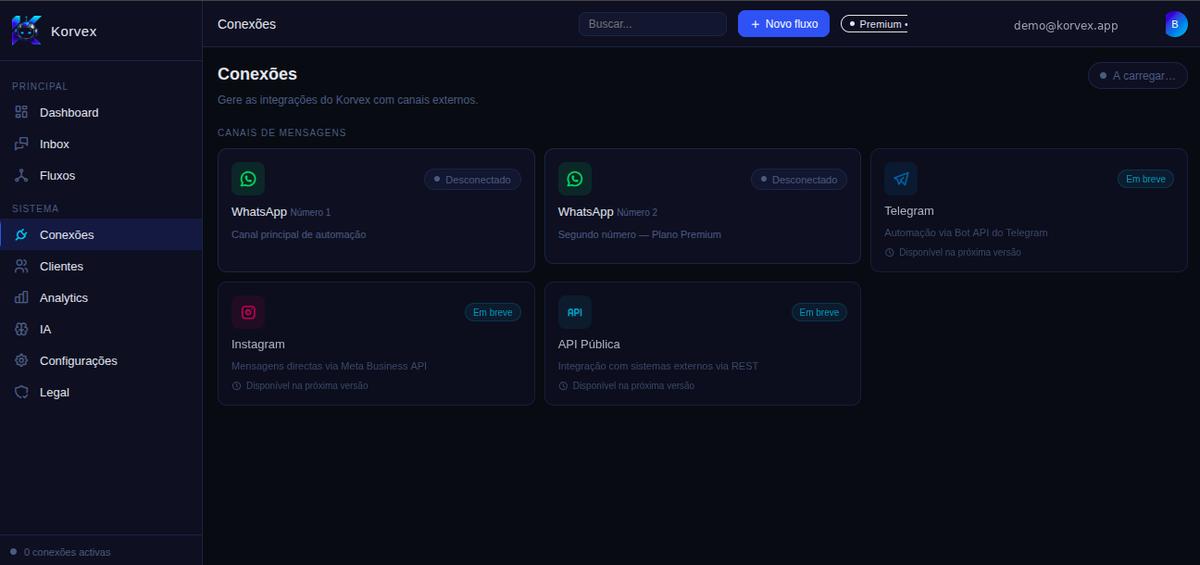 Korvex
Conexões
Buscar...
+ Novo fluxo
Premium •
demo@korvex.app
B
PRINCIPAL
Dashboard
Inbox
Fluxos
SISTEMA
Conexões
Clientes
Analytics
IA
Configurações
Legal
0 conexões activas
Conexões
A carregar...
Gere as integrações do Korvex com canais externos.
CANAIS DE MENSAGENS
Desconectado
WhatsApp Número 1
Canal principal de automação
Desconectado
WhatsApp Número 2
Segundo número — Plano Premium
Em breve
Telegram
Automação via Bot API do Telegram
Disponível na próxima versão
Em breve
Instagram
Mensagens directas via Meta Business API
Disponível na próxima versão
API
Em breve
API Pública
Integração com sistemas externos via REST
Disponível na próxima versão